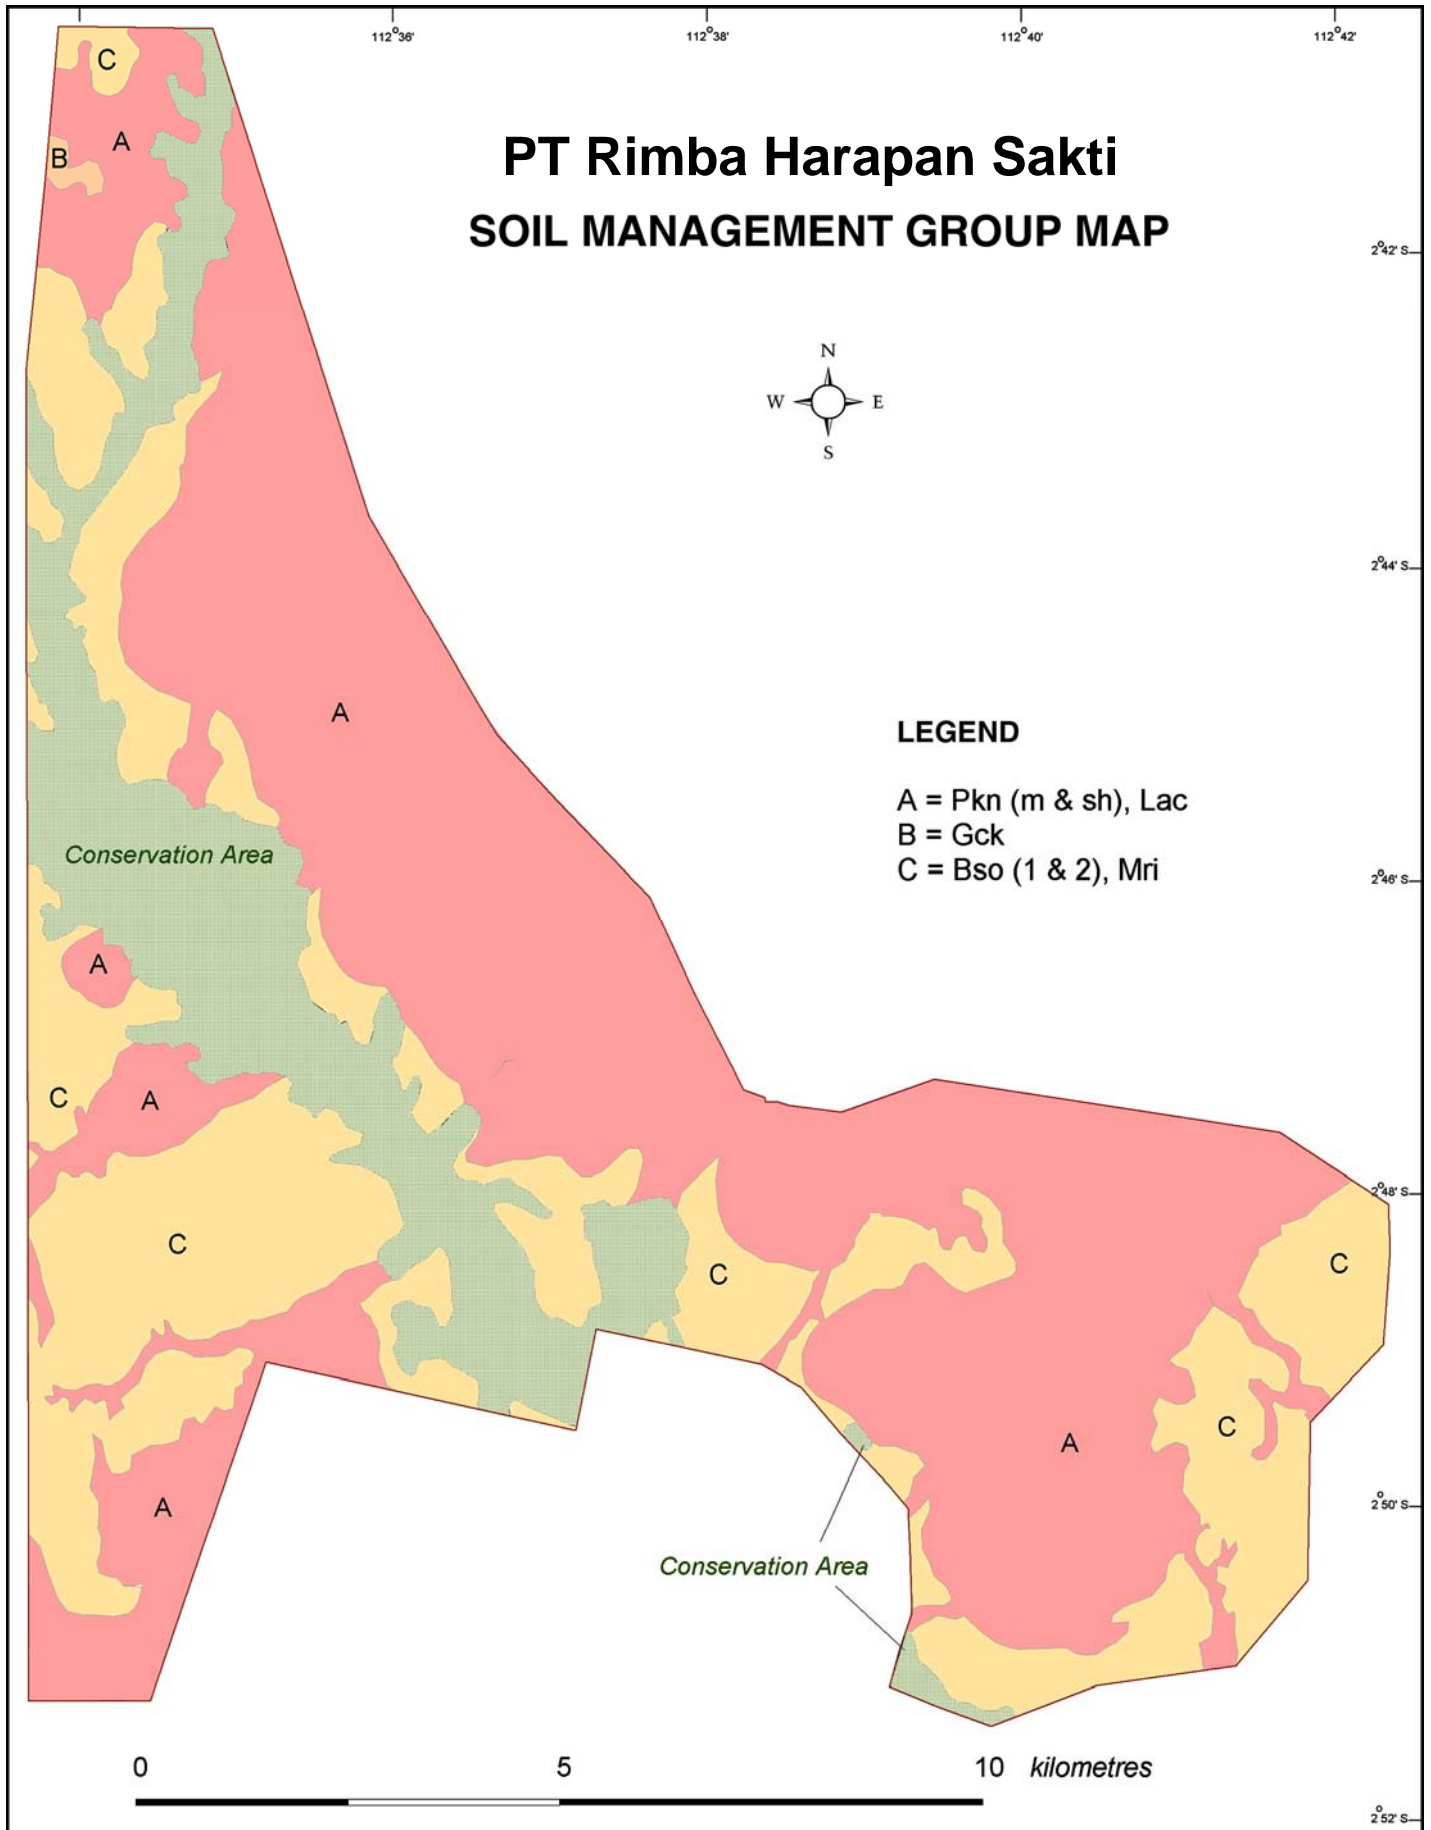 112°36' 112°38' 112°40' 112°42'
C
PT Rimba Harapan Sakti
A
B
SOIL MANAGEMENT GROUP MAP
2°42' S
N
W E
S
2°44' S
A
LEGEND
A = Pkn (m & sh), Lac
B = Gck
C = Bso (1 & 2), Mri
Conservation Area
2°46' S
A
C
A
2°48' S
C
C
C
C
A
A
2°50' S
Conservation Area
0 5 10 kilometres
2°52' S